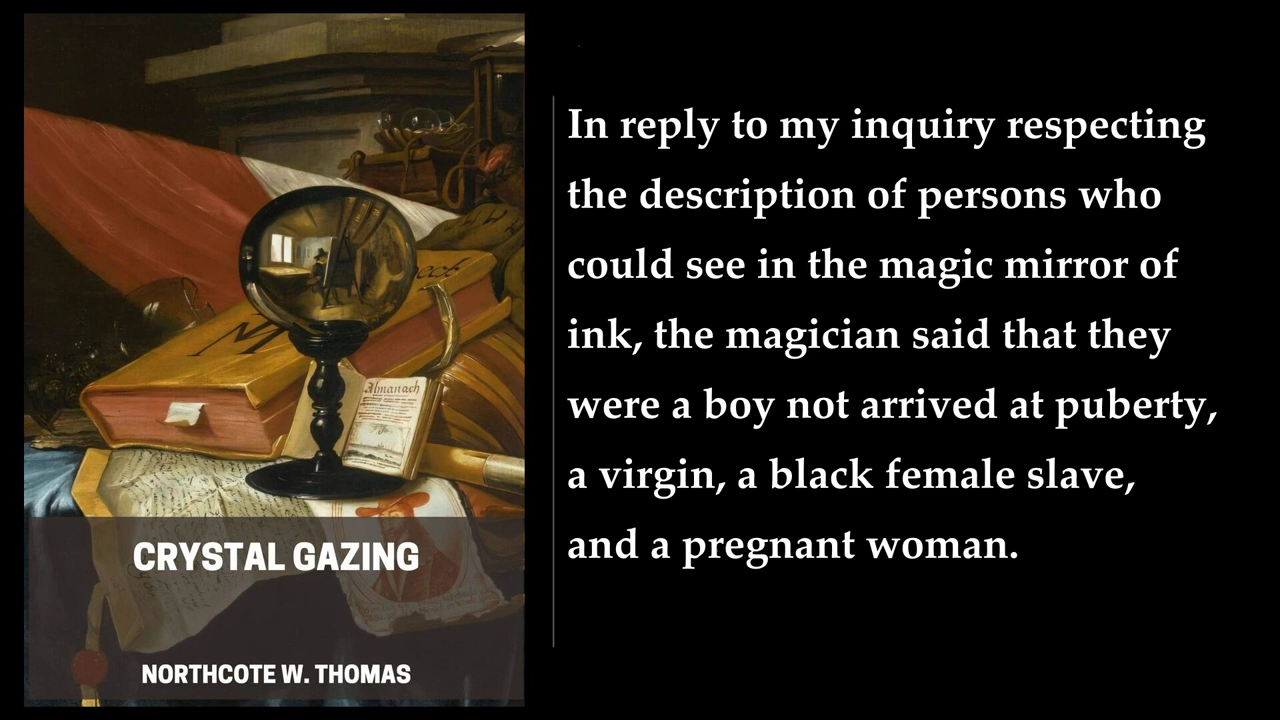 In reply to my inquiry respecting
the description of persons who
could see in the magic mirror of
ink, the magician said that they
were a boy not arrived at puberty,
a virgin, a black female slave,
and a pregnant woman.
M
Almanach
CRYSTAL GAZING
NORTHCOTE W. THOMAS